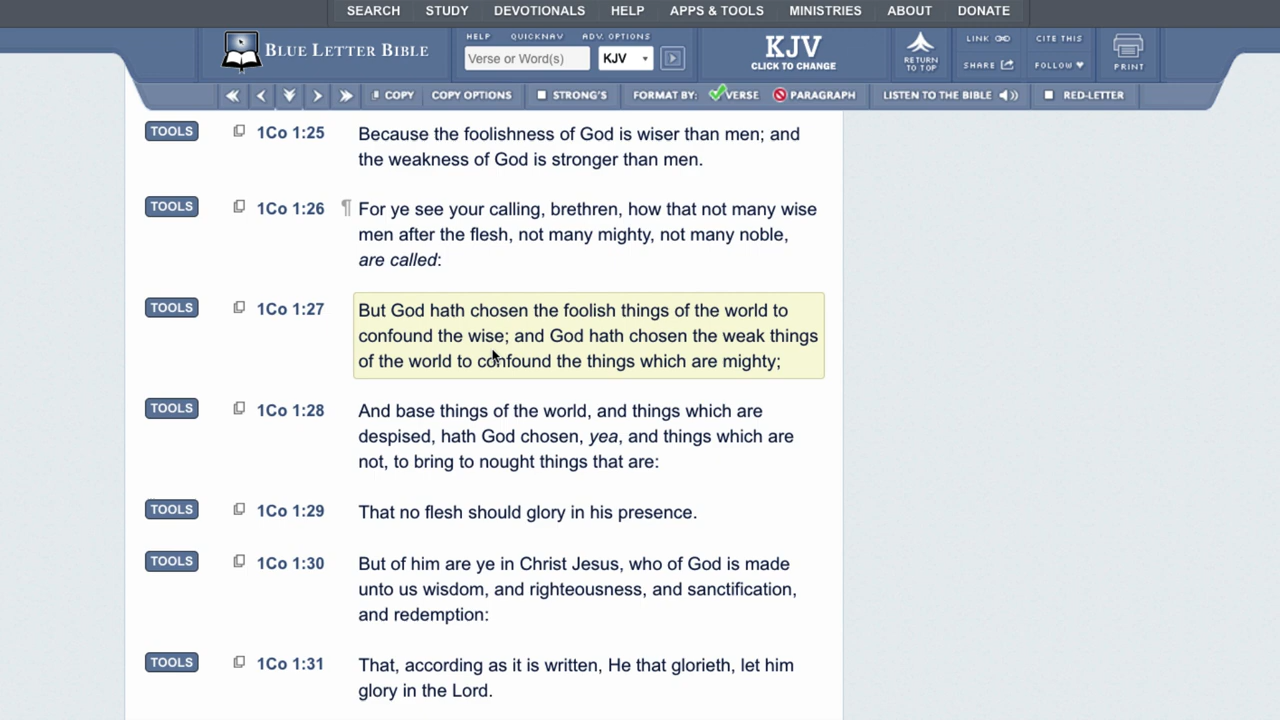 SEARCH STUDY DEVOTIONALS HELP APPS & TOOLS MINISTRIES ABOUT DONATE
BLUE LETTER BIBLE
HELP QUICKNAV ADV. OPTIONS
Verse or Word(s) KJV
KJV
CLICK TO CHANGE
RETURN
TO TOP
LINK CITE THIS
SHARE FOLLOW
PRINT
COPY COPY OPTIONS STRONG'S FORMAT BY: VERSE PARAGRAPH LISTEN TO THE BIBLE RED-LETTER
TOOLS 1Co 1:25 Because the foolishness of God is wiser than men; and
the weakness of God is stronger than men.
TOOLS 1Co 1:26 ¶ For ye see your calling, brethren, how that not many wise
men after the flesh, not many mighty, not many noble,
are called:
TOOLS 1Co 1:27 But God hath chosen the foolish things of the world to
confound the wise; and God hath chosen the weak things
of the world to confound the things which are mighty;
TOOLS 1Co 1:28 And base things of the world, and things which are
despised, hath God chosen, yea, and things which are
not, to bring to nought things that are:
TOOLS 1Co 1:29 That no flesh should glory in his presence.
TOOLS 1Co 1:30 But of him are ye in Christ Jesus, who of God is made
unto us wisdom, and righteousness, and sanctification,
and redemption:
TOOLS 1Co 1:31 That, according as it is written, He that glorieth, let him
glory in the Lord.